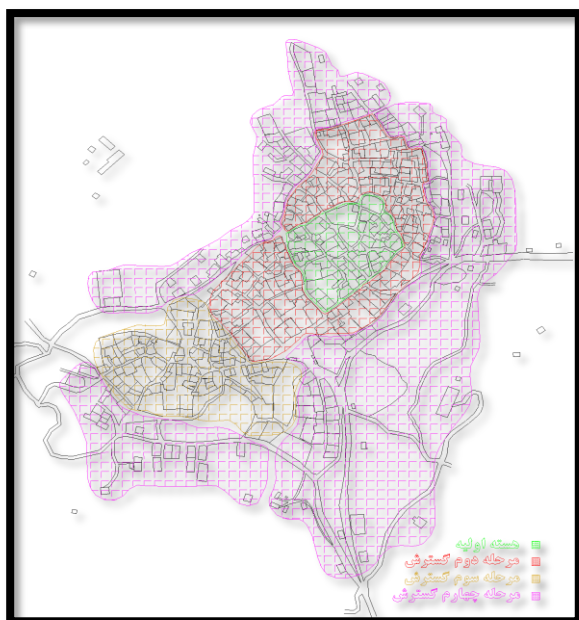 هسته اولیه
مرحله دوم گسترش
مرحله سوم گسترش
مرحله چهارم گسترش